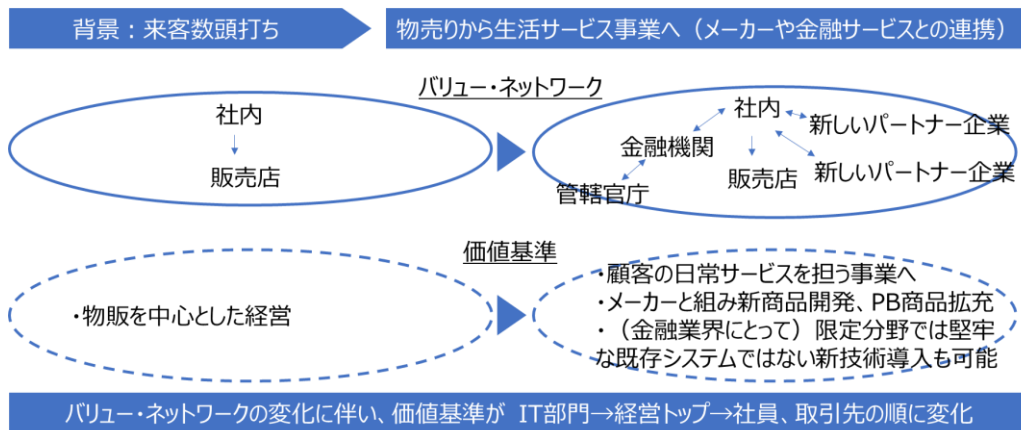 背景：来客数頭打ち
物売りから生活サービス事業へ（メーカーや金融サービスとの連携）
バリュー・ネットワーク
社内
販売店
社内
新しいパートナー企業
金融機関
販売店
新しいパートナー企業
管轄官庁
価値基準
・物販を中心とした経営
・顧客の日常サービスを担う事業へ
・メーカーと組み新商品開発、PB商品拡充
・（金融業界にとって）限定分野では堅牢
な既存システムではない新技術導入も可能
バリュー・ネットワークの変化に伴い、価値基準が IT部門→経営トップ→社員、取引先の順に変化